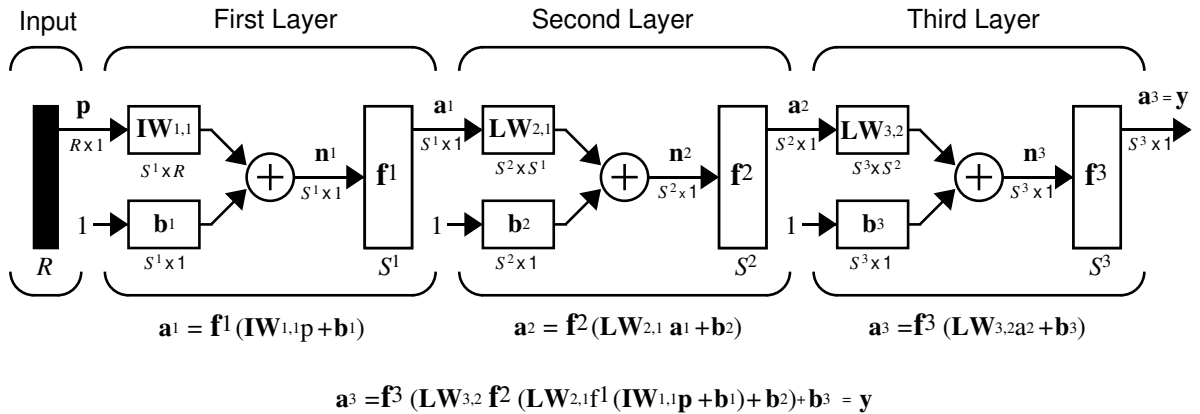 Input First Layer Second Layer Third Layer
p a1 a2 a3 = y
IW1,1 LW2,1 LW3,2
R x 1 S1 x 1 S2 x 1 S3 x 1
n1 n2 n3
S1 x R S2 x S1 S3 x S2
f1 f2 f3
S1 x 1 S2 x 1 S3 x 1
1 b1 1 b2 1 b3
S1 x 1 S2 x 1 S3 x 1
R S1 S2 S3
a1 = f1 (IW1,1p +b1) a2 = f2 (LW2,1 a1 +b2) a3 =f3 (LW3,2a2 +b3)
a3 =f3 (LW3,2 f2 (LW2,1f1 (IW1,1p +b1)+ b2)+ b3 = y